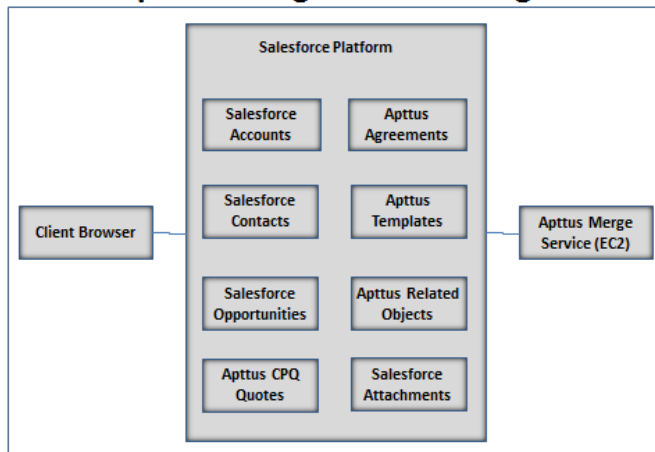 Salesforce Platform
Salesforce
Accounts
Apttus
Agreements
Salesforce
Contacts
Apttus
Templates
Client Browser
Apttus Merge
Service (EC2)
Salesforce
Opportunities
Apttus Related
Objects
Apttus CPQ
Quotes
Salesforce
Attachments